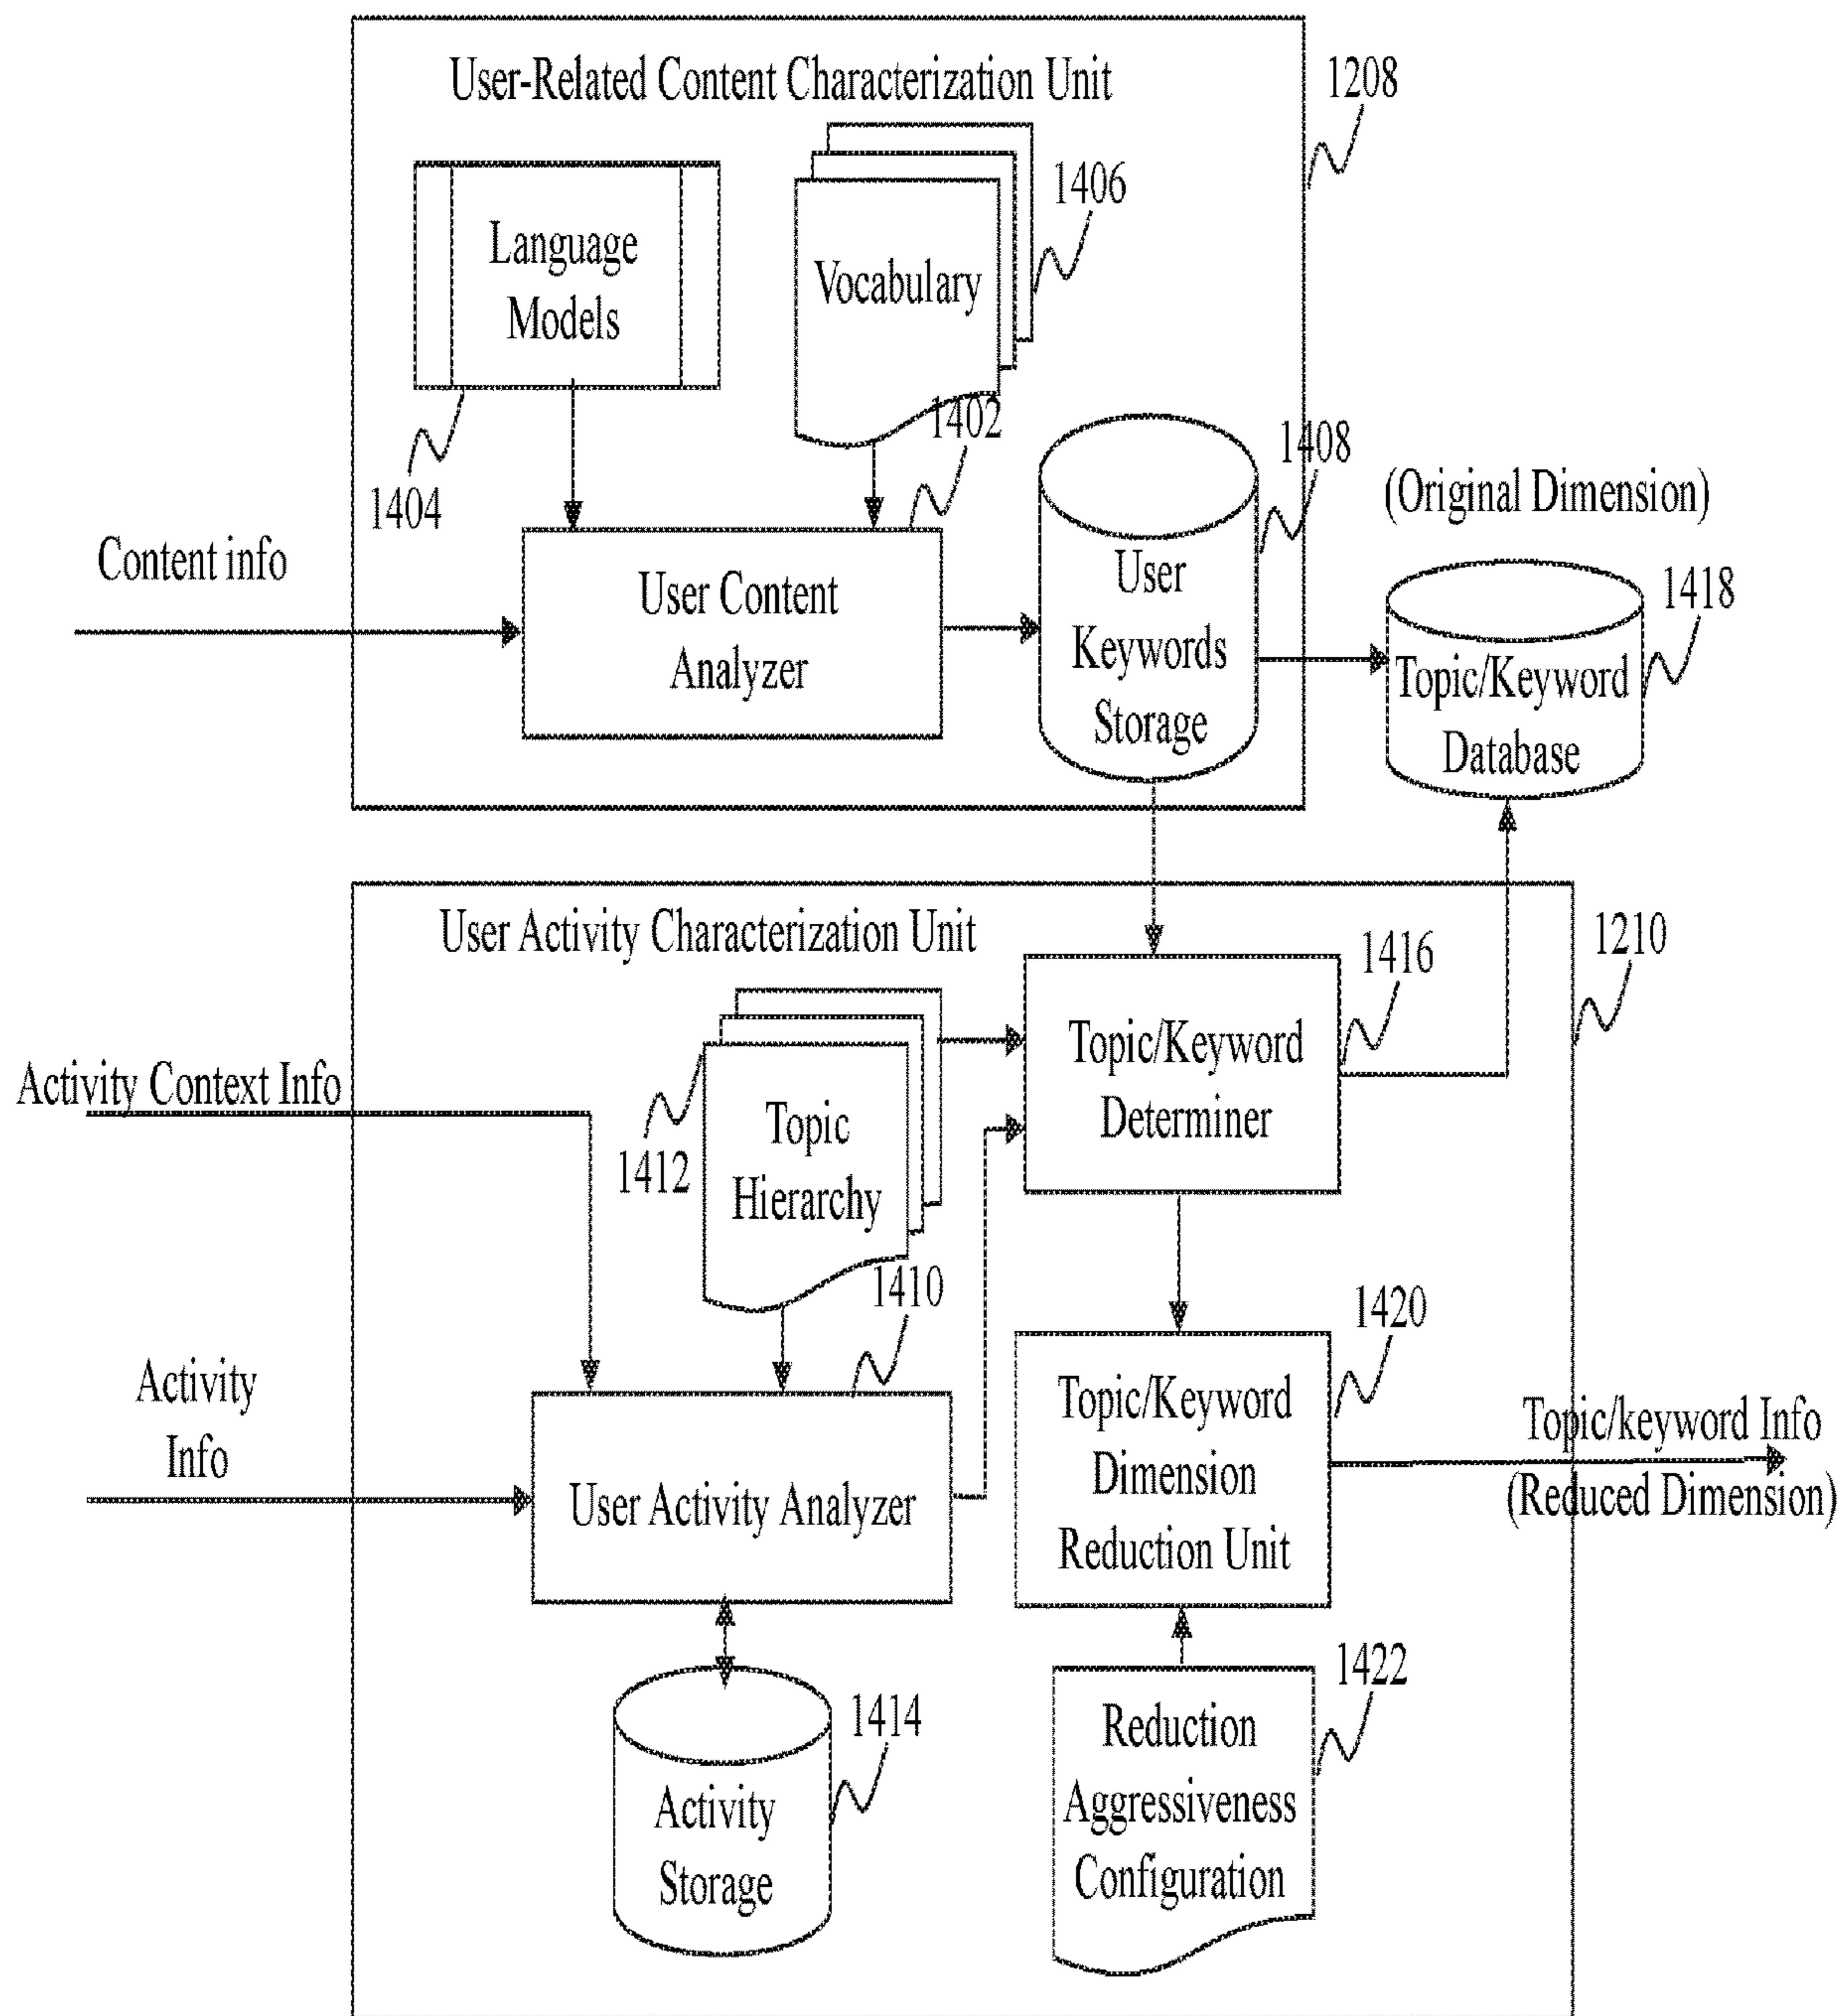 User-Related Content Characterization Unit
1208
Language
Models
Vocabulary
1406
1404
1402
1408
(Original Dimension)
Content info
User Content
Analyzer
User
Keywords
Storage
1418
Topic/Keyword
Database
User Activity Characterization Unit
1416
1210
Activity Context Info
Topic/Keyword
Determiner
1412
Topic
Hierarchy
1410
1420
Activity
Info
User Activity Analyzer
Topic/Keyword
Dimension
Reduction Unit
Topic/keyword Info
(Reduced Dimension)
1414
Activity
Storage
1422
Reduction
Aggressiveness
Configuration